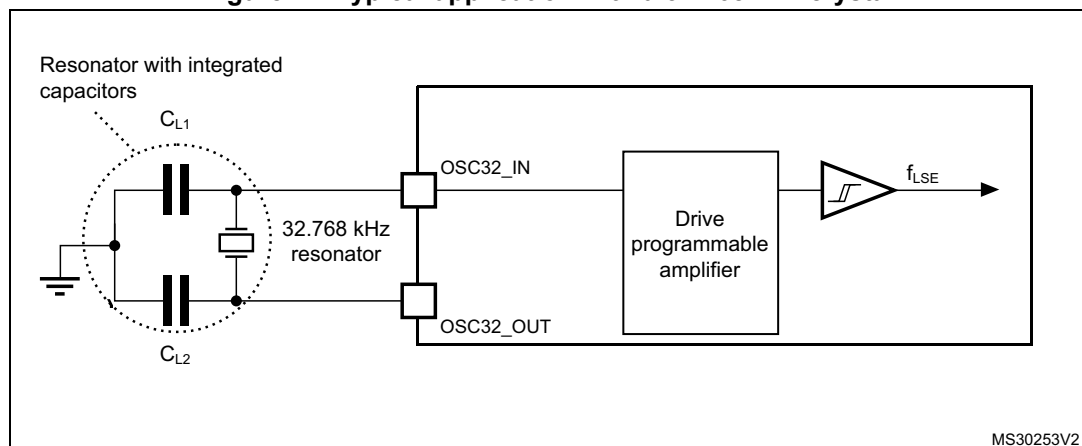 Resonator with integrated
capacitors
CL1
OSC32_IN
fLSE
32.768 kHz
resonator
Drive
programmable
amplifier
OSC32_OUT
CL2
MS30253V2